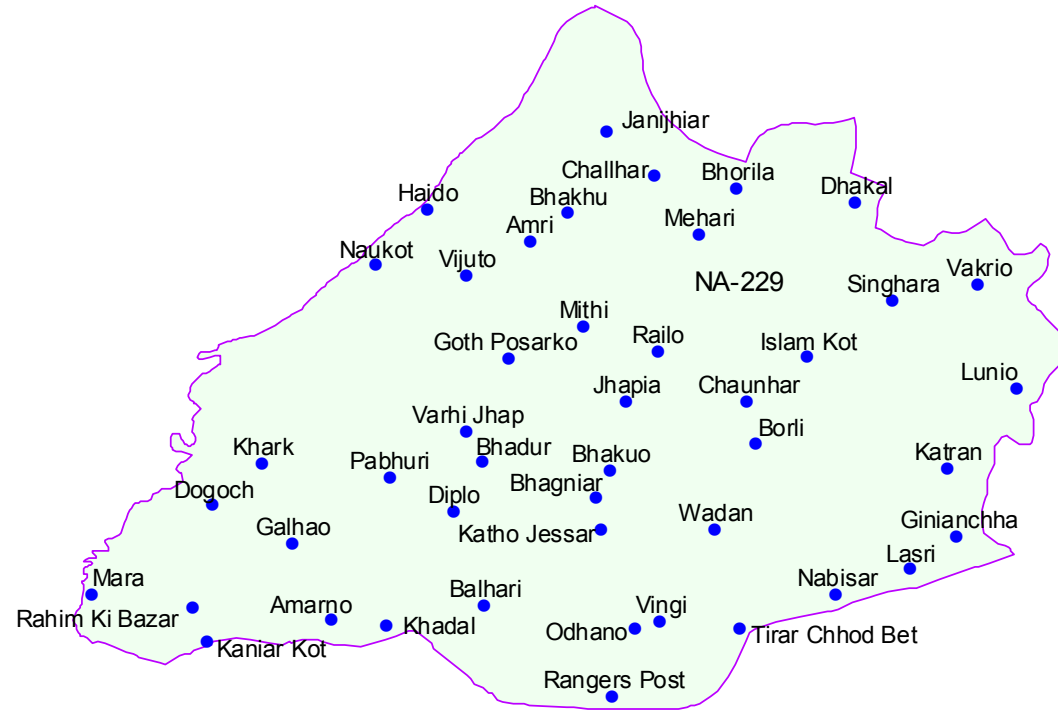 Janijhiar
Challhar
Bhorila
Dhakal
Haido
Bhakhu
Amri
Mehari
Naukot
Vijuto
NA-229
Singhara
Vakrio
Mithi
Goth Posarko
Railo
Islam Kot
Lunio
Jhapia
Chaunhar
Varhi Jhap
Borli
Khark
Pabhuri
Bhadur
Bhakuo
Katran
Dogoch
Diplo
Bhagniar
Galhao
Katho Jessar
Wadan
Ginianchha
Lasri
Mara
Balhari
Nabisar
Rahim Ki Bazar
Amarno
Khadal
Vingi
Odhano
Tirar Chhod Bet
Kaniar Kot
Rangers Post